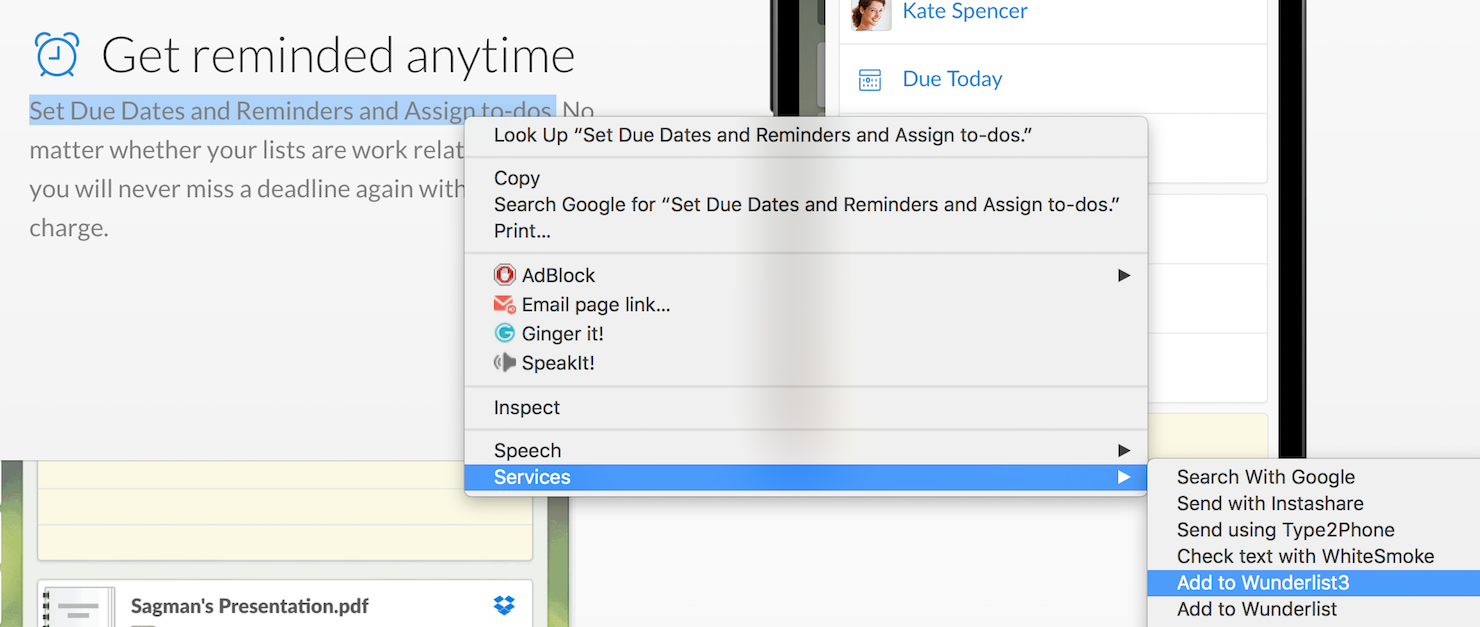 Get reminded anytime
Set Due Dates and Reminders and Assign to-dos. No
matter whether your lists are work relat
you will never miss a deadline again with
charge.
Kate Spencer
Due Today
Look Up “Set Due Dates and Reminders and Assign to-dos.”
Copy
Search Google for “Set Due Dates and Reminders and Assign to-dos.”
Print...
AdBlock
Email page link...
Ginger it!
SpeakIt!
Inspect
Speech
Services
Search With Google
Send with Instashare
Send using Type2Phone
Check text with WhiteSmoke
Add to Wunderlist3
Add to Wunderlist
Sagman's Presentation.pdf